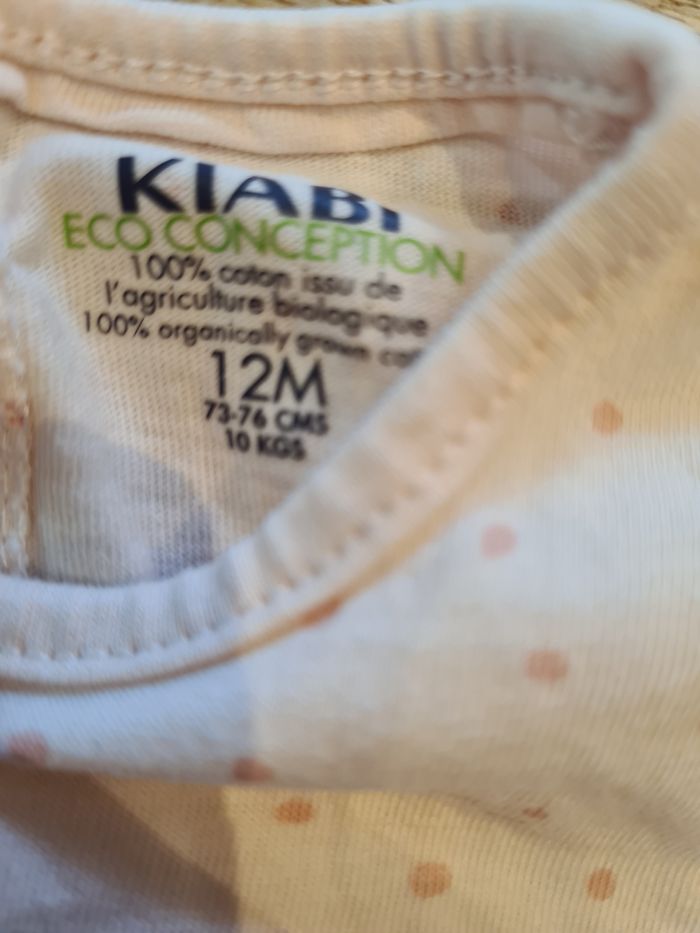 KIABI
ECO CONCEPTION
100% coton issu de
l'agriculture biologique
100% organically grown
12M
73-76 CMS
10 KGS